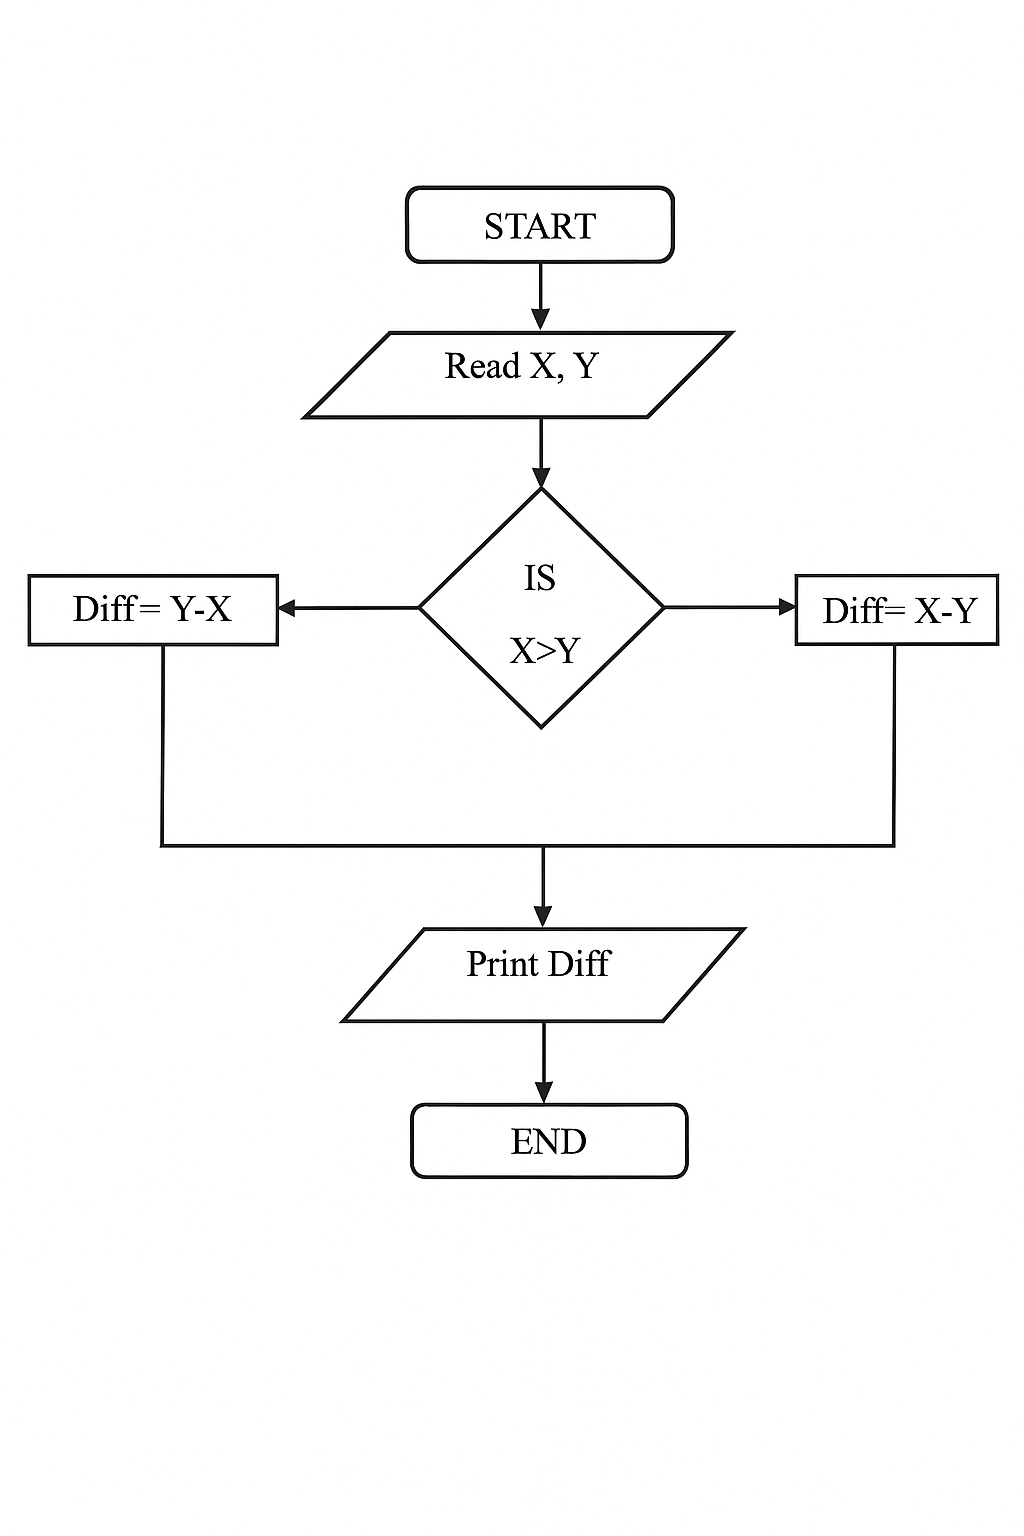 START
Read X, Y
IS
X>Y
Diff= Y-X
Diff= X-Y
Print Diff
END